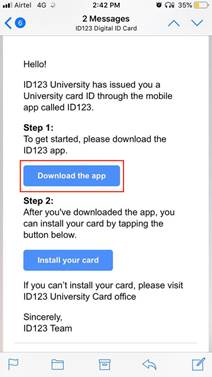 Airtel 4G 2:42 PM 35%
6 2 Messages
ID123 Digital ID Card
Hello!
ID123 University has issued you a
University card ID through the mobile
app called ID123.
Step 1:
To get started, please download the
ID123 app.
Download the app
Step 2:
After you've downloaded the app, you
can install your card by tapping the
button below.
Install your card
If you can't install your card, please visit
ID123 University Card office
Sincerely,
ID123 Team